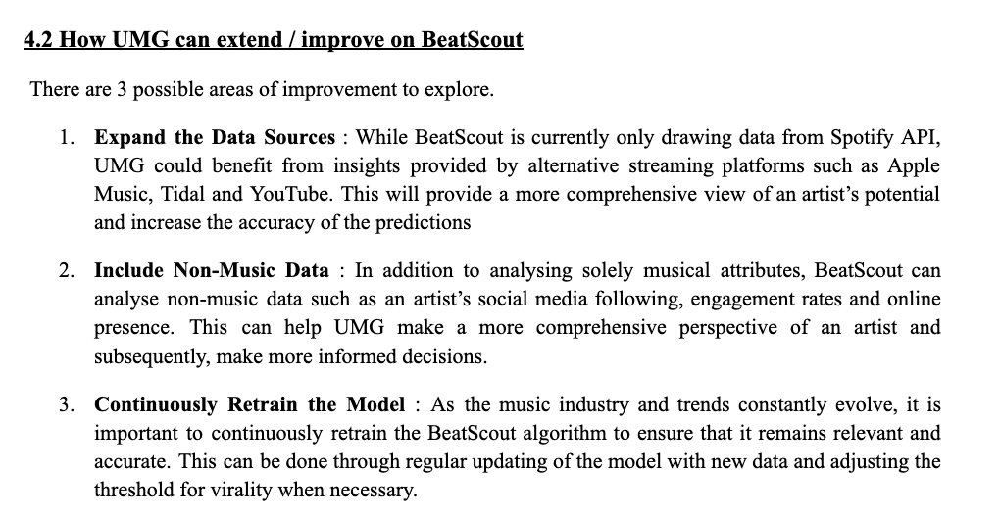 4.2 How UMG can extend / improve on BeatScout
There are 3 possible areas of improvement to explore.
1. Expand the Data Sources : While BeatScout is currently only drawing data from Spotify API,
UMG could benefit from insights provided by alternative streaming platforms such as Apple
Music, Tidal and YouTube. This will provide a more comprehensive view of an artist’s potential
and increase the accuracy of the predictions
2. Include Non-Music Data : In addition to analysing solely musical attributes, BeatScout can
analyse non-music data such as an artist’s social media following, engagement rates and online
presence. This can help UMG make a more comprehensive perspective of an artist and
subsequently, make more informed decisions.
3. Continuously Retrain the Model : As the music industry and trends constantly evolve, it is
important to continuously retrain the BeatScout algorithm to ensure that it remains relevant and
accurate. This can be done through regular updating of the model with new data and adjusting the
threshold for virality when necessary.